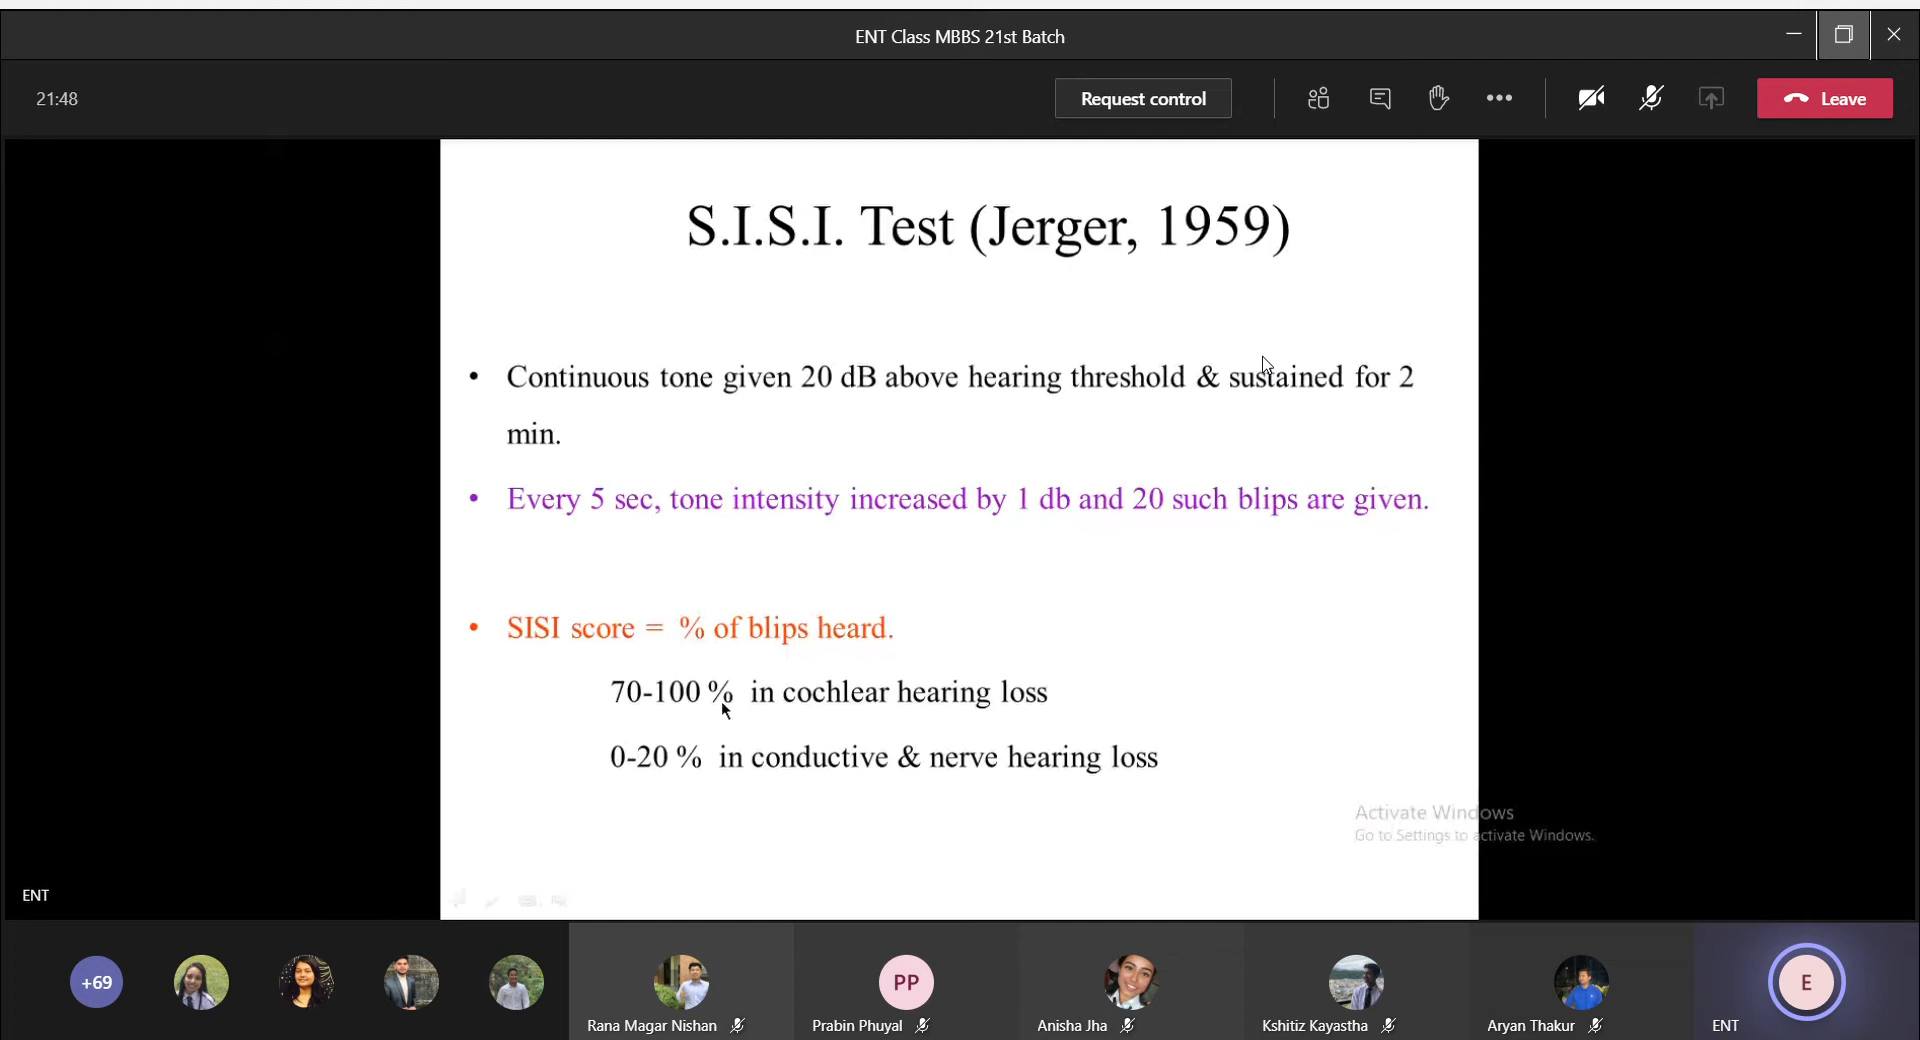 ENT Class MBBS 21st Batch
21:48
Request control
Leave
S.I.S.I. Test (Jerger, 1959)
• Continuous tone given 20 dB above hearing threshold & sustained for 2
min.
• Every 5 sec, tone intensity increased by 1 db and 20 such blips are given.
• SISI score = % of blips heard.
70-100 % in cochlear hearing loss
0-20 % in conductive & nerve hearing loss
Activate Windows
Go to Settings to activate Windows.
ENT
+69
PP
E
Rana Magar Nishan
Prabin Phuyal
Anisha Jha
Kshitiz Kayastha
Aryan Thakur
ENT